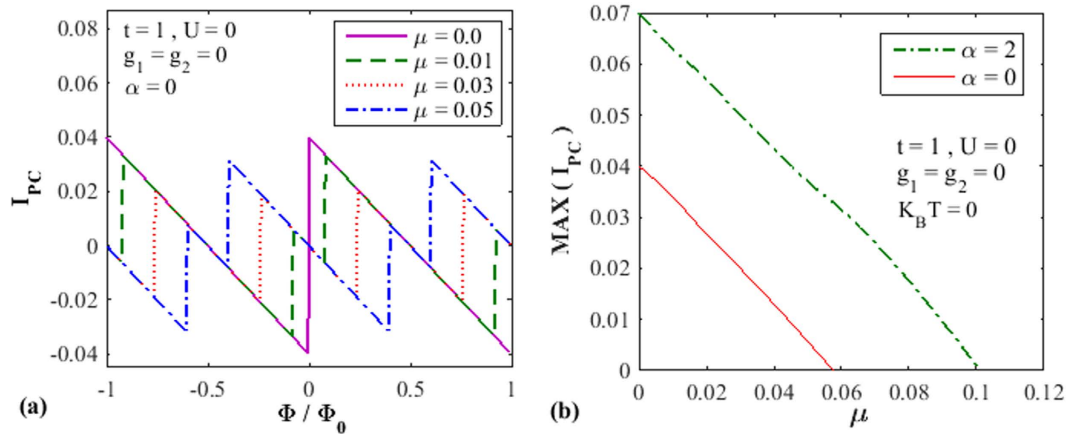 0.08
0.06
0.04
0.02
0
-0.02
-0.04
I_PC
t = 1 , U = 0
g₁ = g₂ = 0
α = 0
μ = 0.0
μ = 0.01
μ = 0.03
μ = 0.05
-1
-0.5
0
0.5
1
(a)
Φ / Φ₀
0.07
0.06
0.05
0.04
0.03
0.02
0.01
0
MAX ( I_PC )
α = 2
α = 0
t = 1 , U = 0
g₁ = g₂ = 0
K_B T = 0
0
0.02
0.04
0.06
0.08
0.1
0.12
(b)
μ